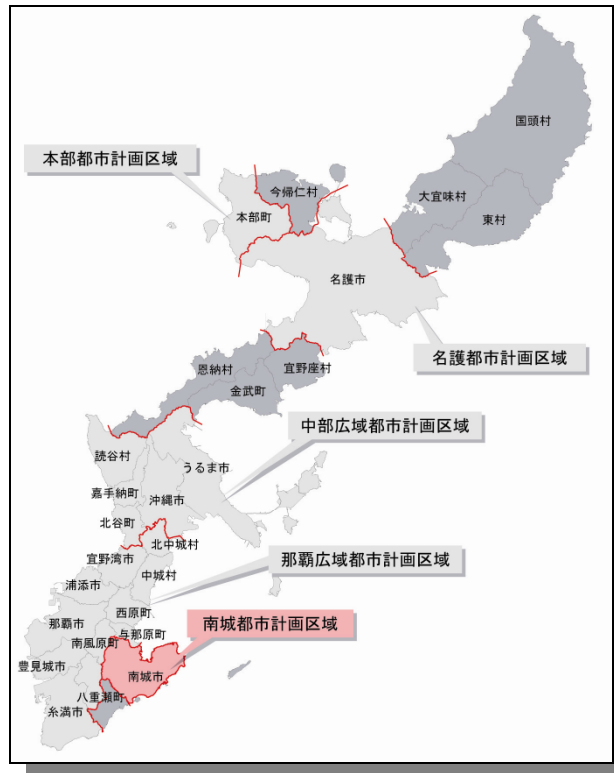 国頭村
本部都市計画区域
今帰仁村
大宜味村
本部町
東村
名護市
名護都市計画区域
恩納村
宜野座村
金武町
中部広域都市計画区域
読谷村
うるま市
嘉手納町
沖縄市
北谷町
北中城村
宜野湾市
那覇広域都市計画区域
中城村
浦添市
西原町
那覇市
南城都市計画区域
与那原町
南風原町
豊見城市
南城市
八重瀬町
糸満市